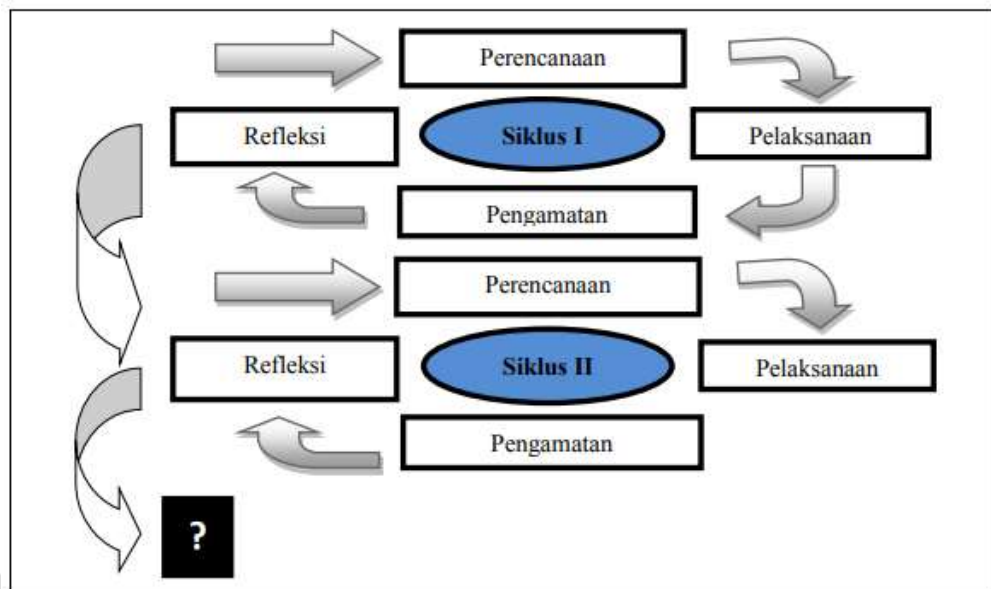 Perencanaan
Refleksi
Siklus I
Pelaksanaan
Pengamatan
Perencanaan
Refleksi
Siklus II
Pelaksanaan
Pengamatan
?